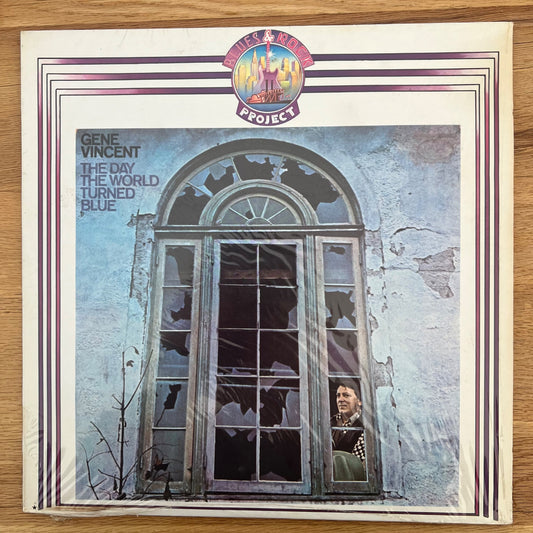 BLUES & ROCK
PROJECT
GENE
VINCENT
THE DAY
THE WORLD
TURNED
BLUE